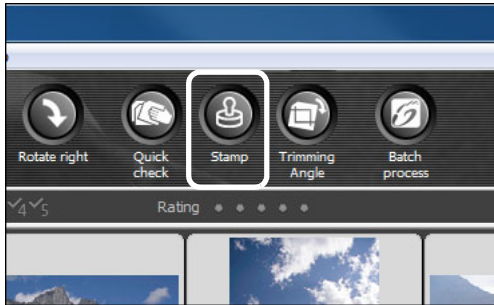 Rotate right
Quick
check
Stamp
Trimming
Angle
Batch
process
4 5
Rating